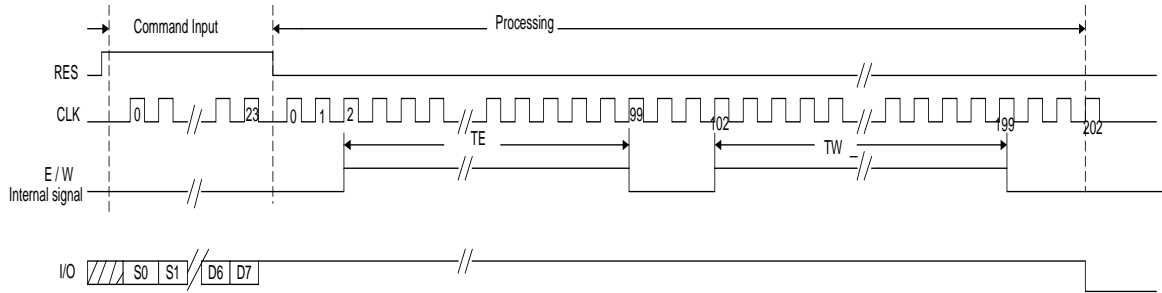 Command Input
Processing
RES
CLK
0
23
0
1
2
99
102
199
202
TE
TW
E / W
Internal signal
I/O
S0
S1
D6
D7